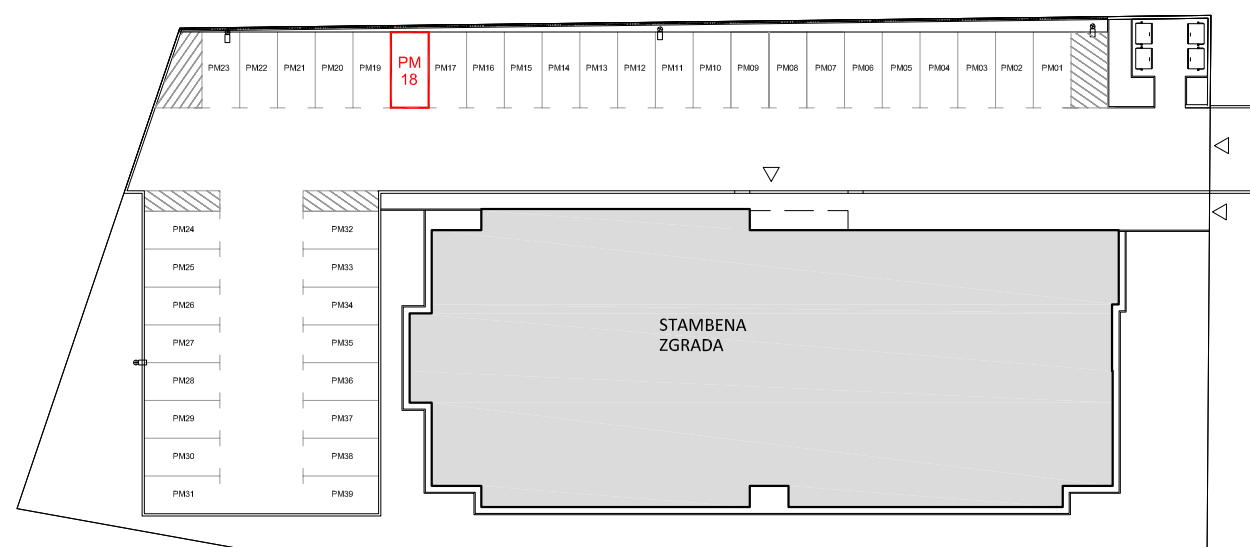 PM23 PM22 PM21 PM20 PM19 PM 18 PM17 PM16 PM15 PM14 PM13 PM12 PM11 PM10 PM09 PM08 PM07 PM06 PM05 PM04 PM03 PM02 PM01
PM24 PM32
PM25 PM33
PM26 PM34
PM27 PM35
PM28 PM36
PM29 PM37
PM30 PM38
PM31 PM39
STAMBENA
ZGRADA